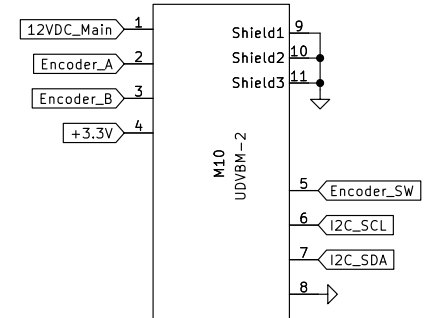 12VDC_Main 1
Encoder_A 2
Encoder_B 3
+3.3V 4
Shield1 9
Shield2 10
Shield3 11
M10
UDVBM-2
5 Encoder_SW
6 I2C_SCL
7 I2C_SDA
8